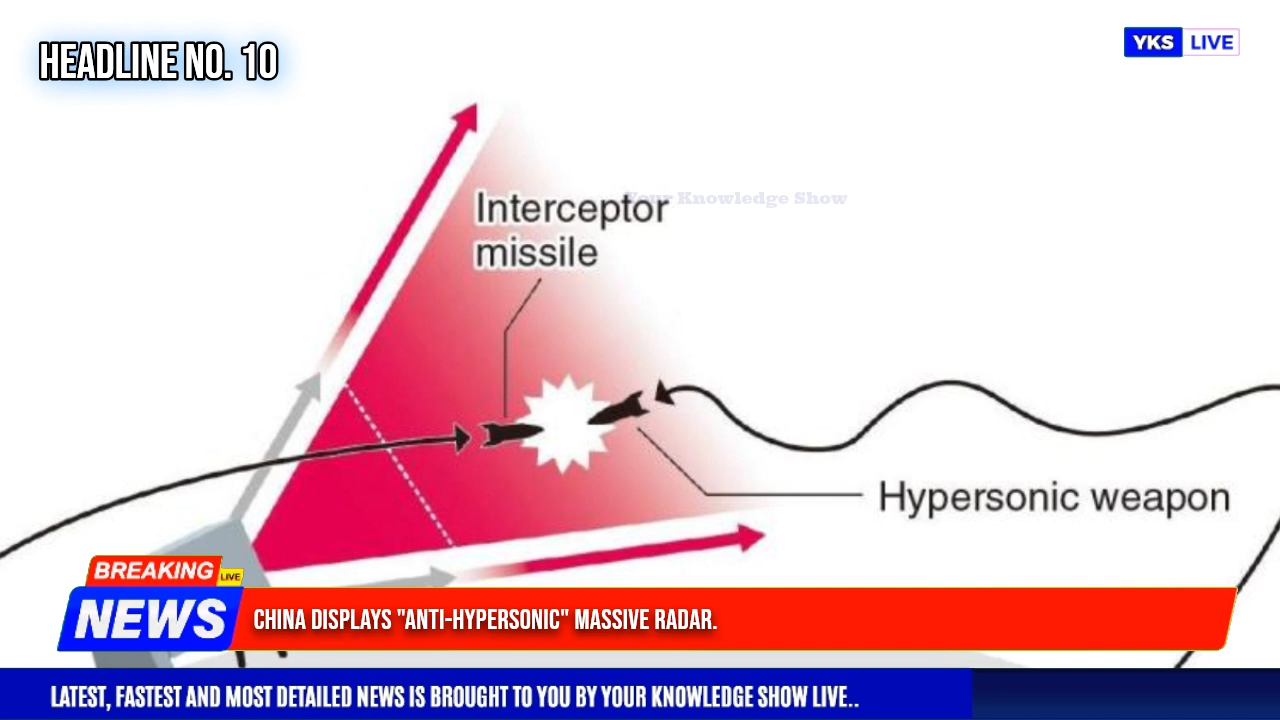 HEADLINE NO. 10
YKS LIVE
Interceptor
missile
Your Knowledge Show
Hypersonic weapon
BREAKING
LIVE
NEWS
CHINA DISPLAYS "ANTI-HYPERSONIC" MASSIVE RADAR.
LATEST, FASTEST AND MOST DETAILED NEWS IS BROUGHT TO YOU BY YOUR KNOWLEDGE SHOW LIVE..